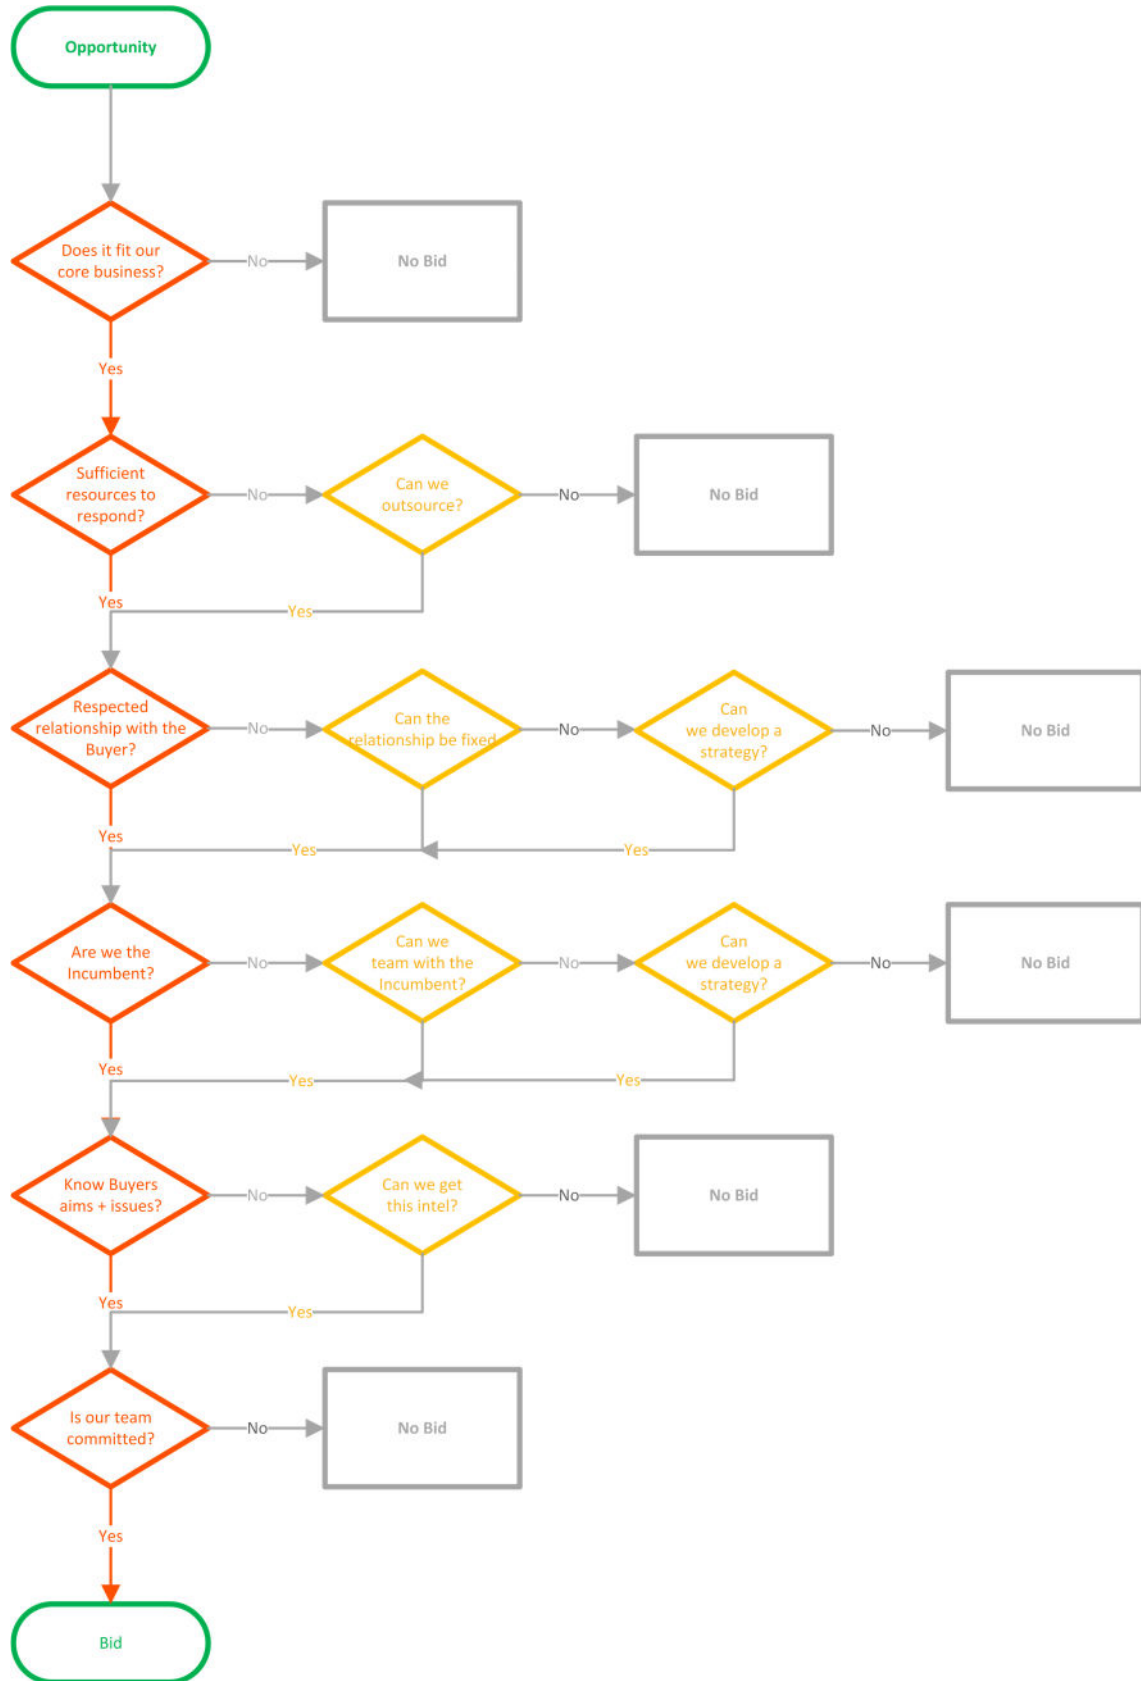 Opportunity
Does it fit our
core business?
No
No Bid
Yes
Sufficient
resources to
respond?
No
Can we
outsource?
No
No Bid
Yes
Yes
Respected
relationship with the
Buyer?
No
Can the
relationship be fixed
No
Can
we develop a
strategy?
No
No Bid
Yes
Yes
Yes
Are we the
Incumbent?
No
Can we
team with the
Incumbent?
No
Can
we develop a
strategy?
No
No Bid
Yes
Yes
Yes
Know Buyers
aims + issues?
No
Can we get
this intel?
No
No Bid
Yes
Yes
Is our team
committed?
No
No Bid
Yes
Bid